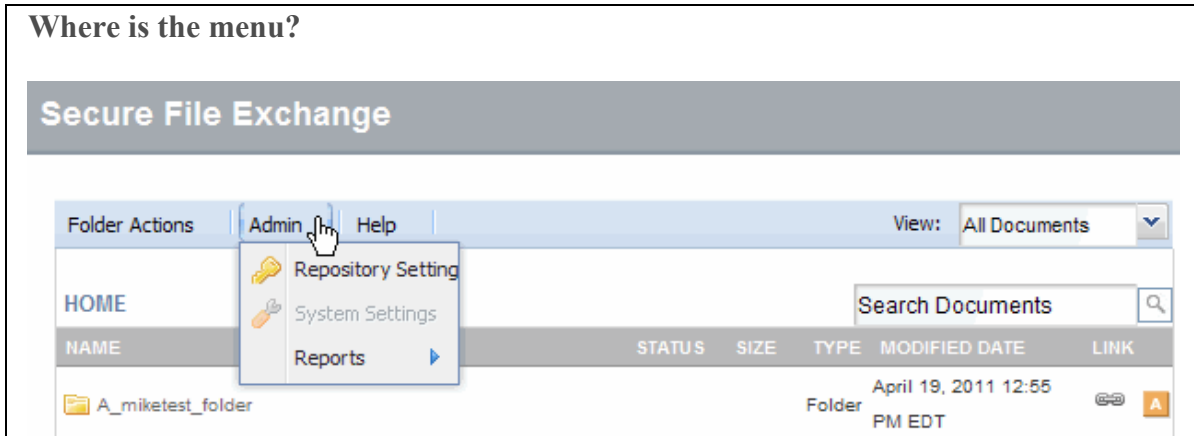 Where is the menu?
Secure File Exchange
Folder Actions Admin Help View: All Documents
Repository Setting
HOME Search Documents
System Settings
NAME STATUS SIZE TYPE MODIFIED DATE LINK
Reports
A_miketest_folder Folder April 19, 2011 12:55
PM EDT
A